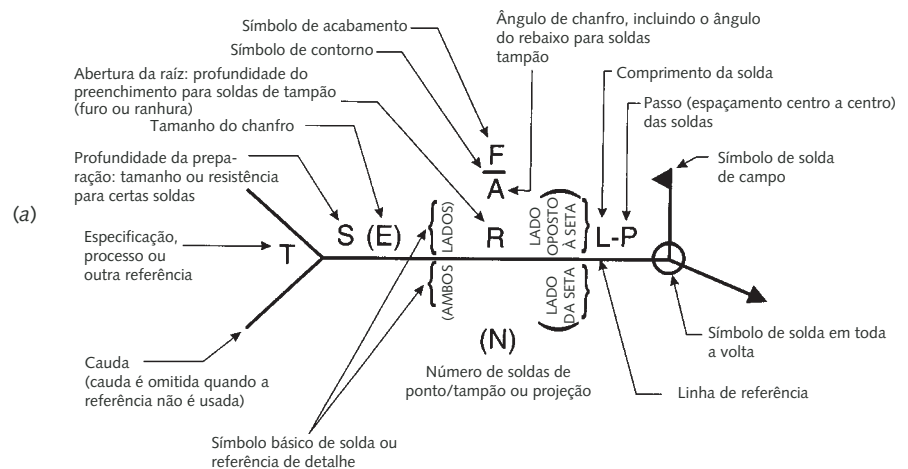 Símbolo de acabamento
Símbolo de contorno
Ângulo de chanfro, incluindo o ângulo
do rebaixo para soldas
tampão
Abertura da raíz: profundidade do
preenchimento para soldas de tampão
(furo ou ranhura)
Comprimento da solda
Passo (espaçamento centro a centro)
das soldas
Tamanho do chanfro
Profundidade da prepa-
ração: tamanho ou resistência
para certas soldas
Símbolo de solda
de campo
F
A
(a)
S (E)
LADOS)
R
LADO
OPOSTO
À SETA
L-P
Especificação,
processo ou
outra referência
T
(AMBOS
LADO
DA SETA
(N)
Número de soldas de
ponto/tampão ou projeção
Símbolo de solda em toda
a volta
Cauda
(cauda é omitida quando a
referência não é usada)
Linha de referência
Símbolo básico de solda ou
referência de detalhe